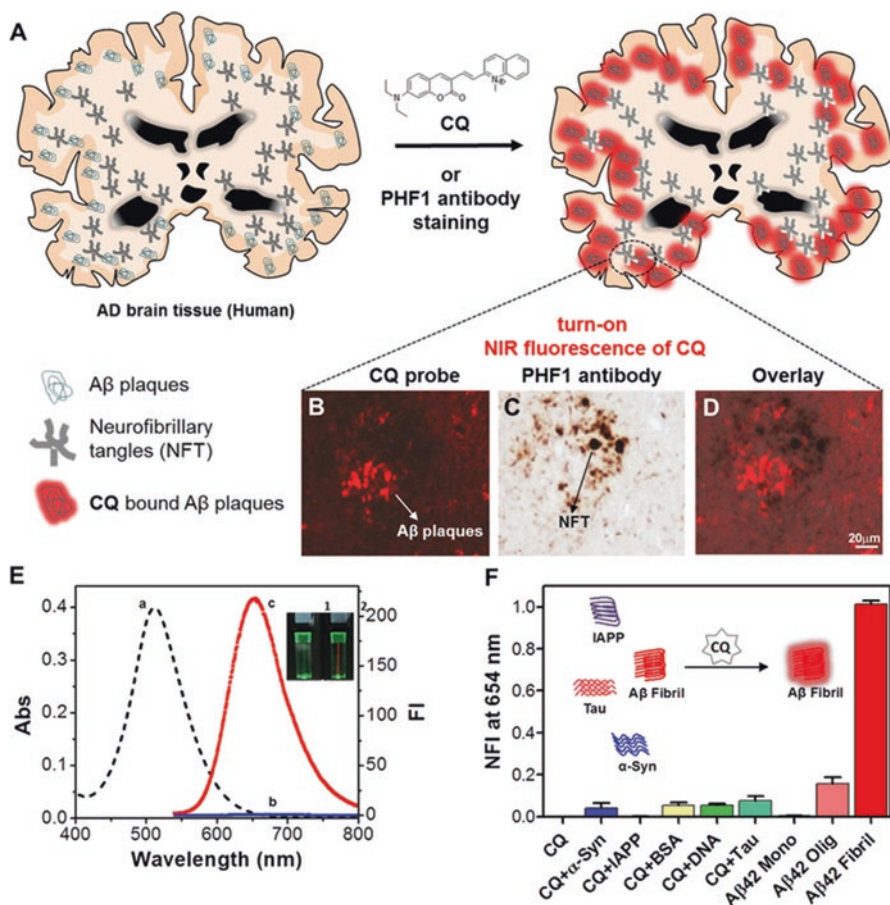 A
N
O
O
N
CQ
or
PHF1 antibody
staining
AD brain tissue (Human)
turn-on
NIR fluorescence of CQ
Aβ plaques
Neurofibrillary
tangles (NFT)
CQ bound Aβ plaques
CQ probe
PHF1 antibody
Overlay
B
Aβ plaques
C
NFT
D
20μm
E
Abs
0.4
0.3
0.2
0.1
0.0
a
c
b
1
2
200
150
100
50
0
FI
400
500
600
700
800
Wavelength (nm)
F
NFI at 654 nm
1.0
0.8
0.6
0.4
0.2
0.0
IAPP
Tau
Aβ Fibril
α-Syn
CQ
Aβ Fibril
CQ
CQ+α-Syn
CQ+IAPP
CQ+BSA
CQ+DNA
CQ+Tau
Aβ42 Mono
Aβ42 Olig
Aβ42 Fibril